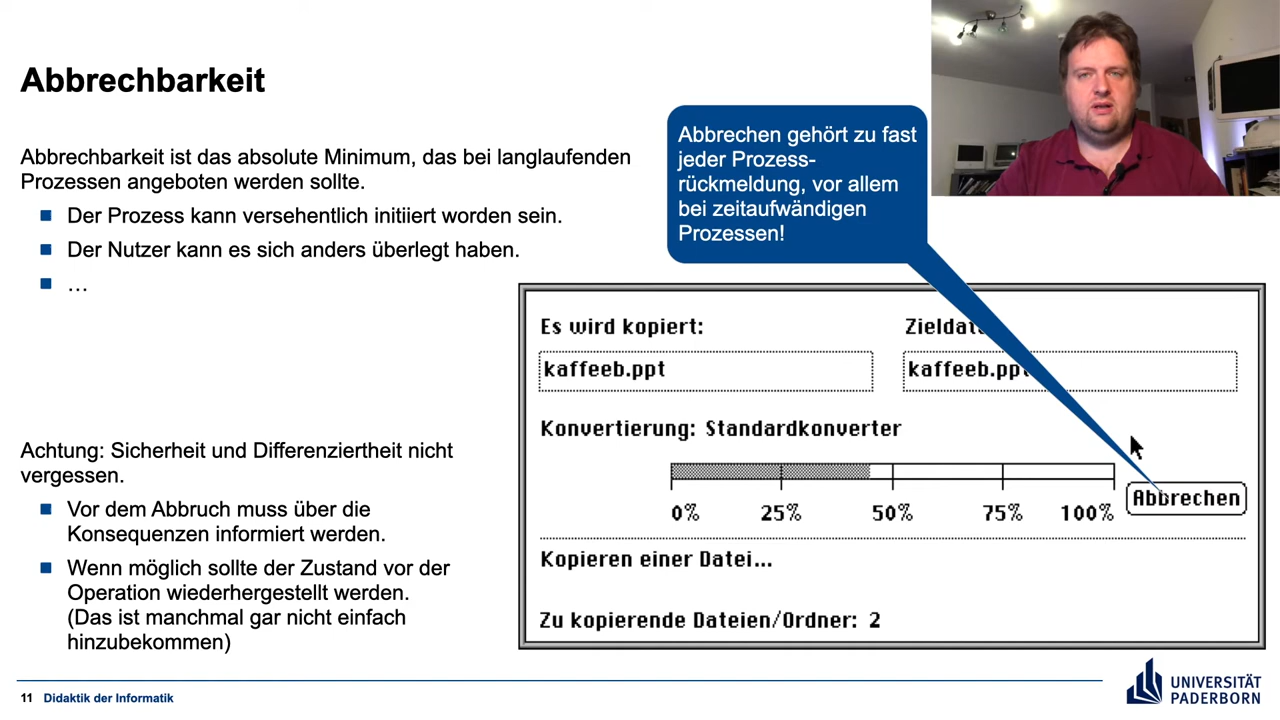 Abbrechbarkeit
Abbrechbarkeit ist das absolute Minimum, das bei langlaufenden
Prozessen angeboten werden sollte.
Der Prozess kann versehentlich initiiert worden sein.
Der Nutzer kann es sich anders überlegt haben.
…
Abbrechen gehört zu fast
jeder Prozess-
rückmeldung, vor allem
bei zeitaufwändigen
Prozessen!
Es wird kopiert:
kaffeeb.ppt
kaffeeb.ppt
Konvertierung: Standardkonverter
0% 25% 50% 75% 100%
Abbrechen
Kopieren einer Datei...
Zu kopierende Dateien/Ordner: 2
Achtung: Sicherheit und Differenziertheit nicht
vergessen.
Vor dem Abbruch muss über die
Konsequenzen informiert werden.
Wenn möglich sollte der Zustand vor der
Operation wiederhergestellt werden.
(Das ist manchmal gar nicht einfach
hinzubekommen)
11 Didaktik der Informatik
UNIVERSITÄT
PADERBORN